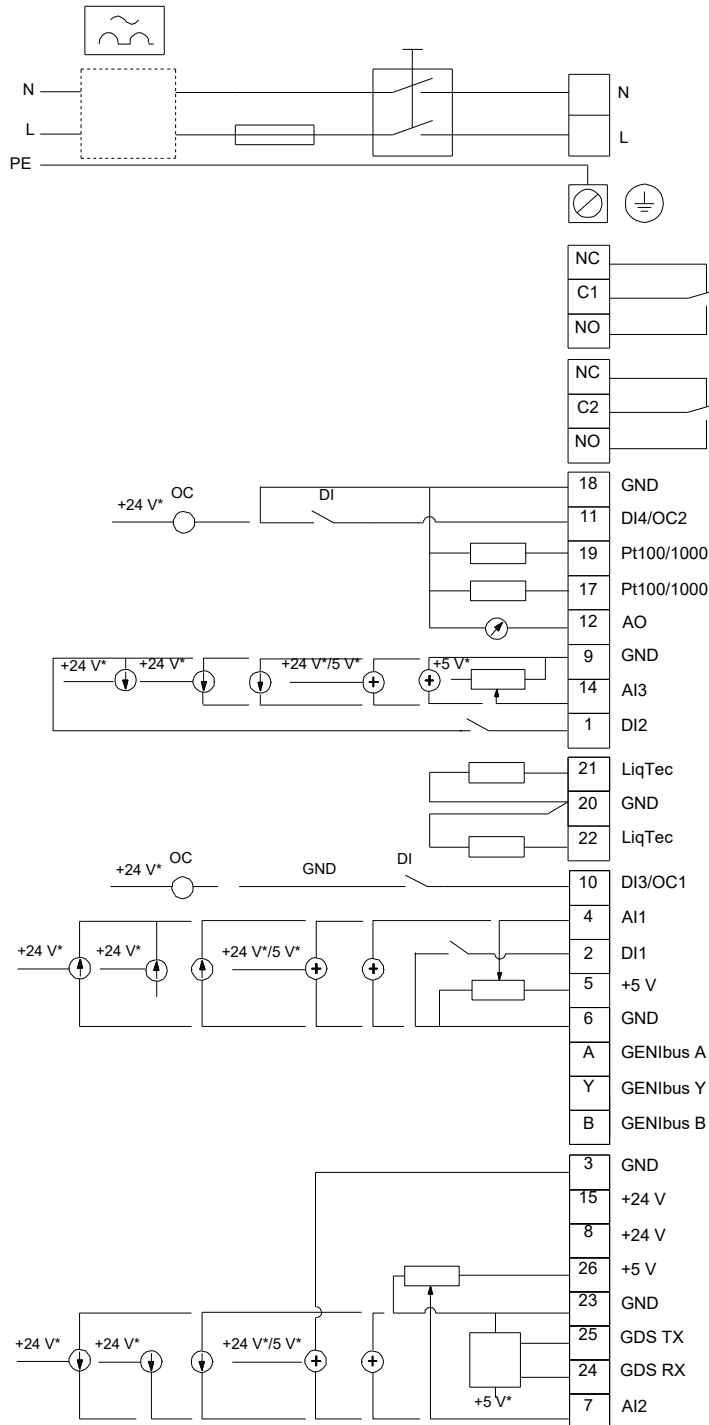 N
N
L
L
PE
NC
C1
NO
NC
C2
NO
18 GND
+24 V* OC DI 11 DI4/OC2
19 Pt100/1000
17 Pt100/1000
12 AO
9 GND
+24 V* +24 V* +24 V*/5 V* +5 V*
14 AI3
1 DI2
21 LiqTec
20 GND
22 LiqTec
+24 V* OC GND DI 10 DI3/OC1
4 AI1
+24 V* +24 V* +24 V*/5 V* 2 DI1
5 +5 V
6 GND
A GENIbus A
Y GENIbus Y
B GENIbus B
3 GND
15 +24 V
8 +24 V
26 +5 V
23 GND
+24 V* +24 V* +24 V*/5 V* 25 GDS TX
24 GDS RX
+5 V*
7 AI2